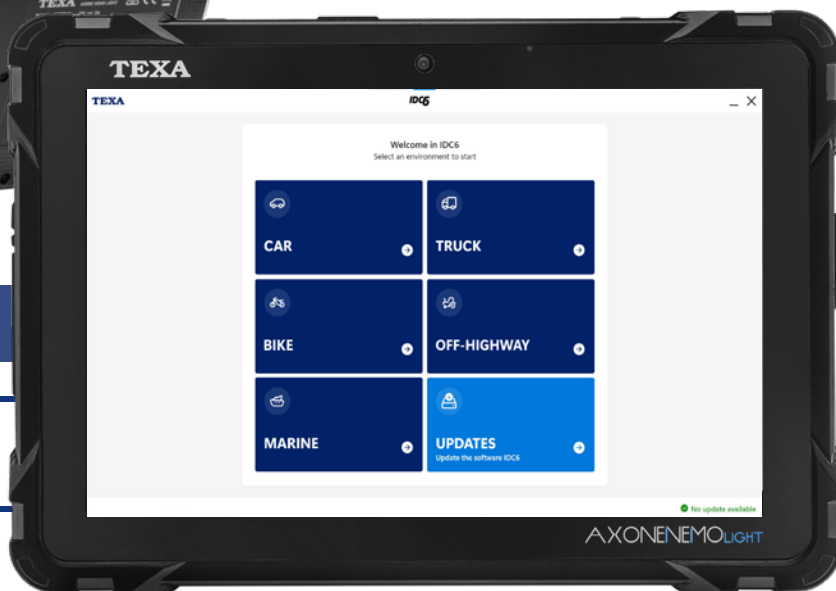 TEXA
TEXA
TEXA
IDC6
Welcome in IDC6
Select an environment to start
CAR
TRUCK
BIKE
OFF-HIGHWAY
MARINE
UPDATES
Update the software IDC6
No update available
AXONENEMOLIGHT